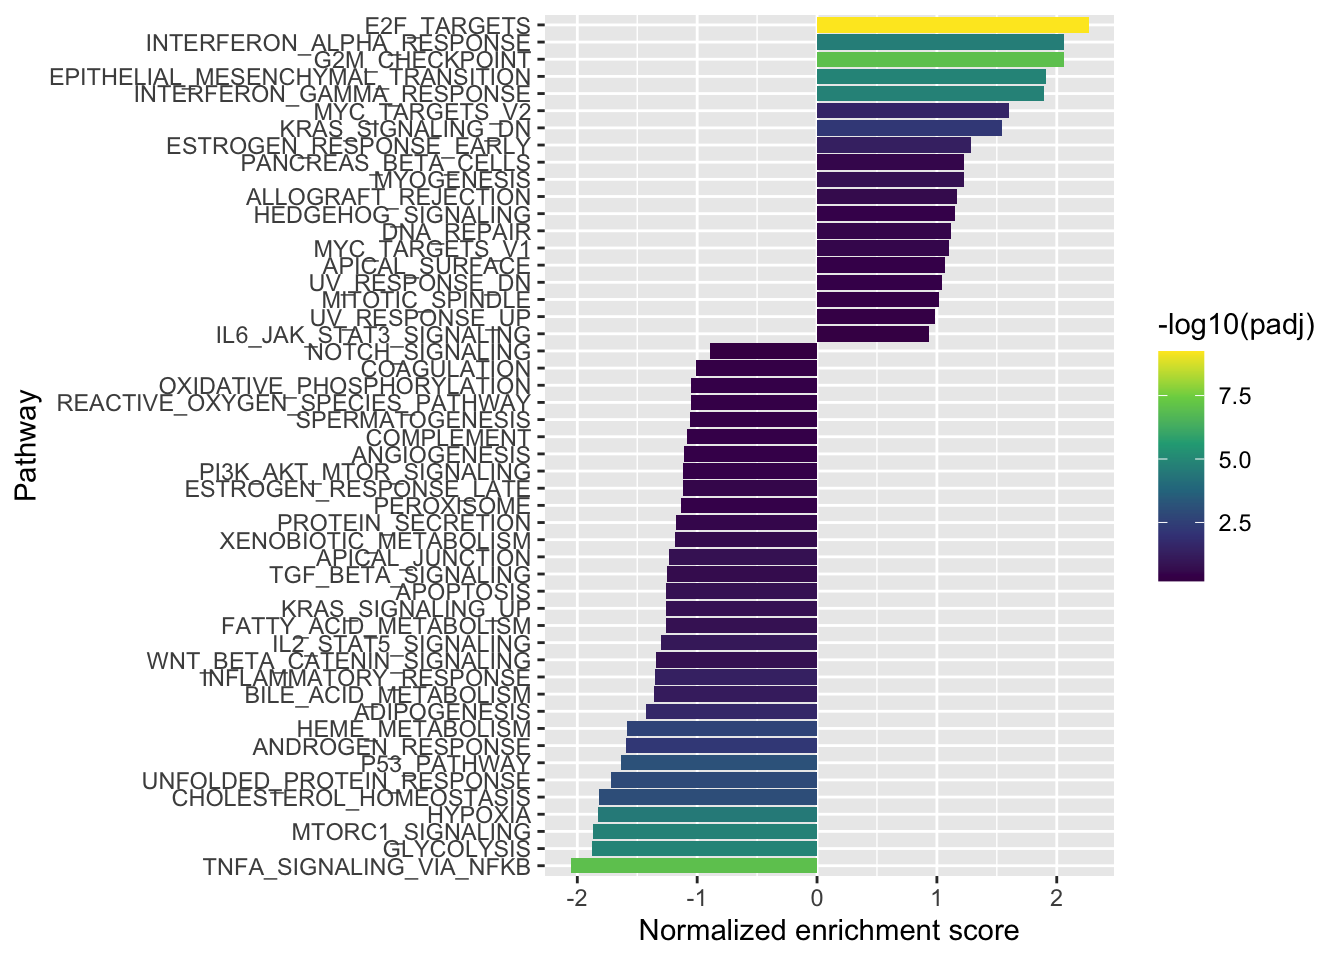 E2F_TARGETS
INTERFERON_ALPHA_RESPONSE
G2M_CHECKPOINT
EPITHELIAL_MESENCHYMAL_TRANSITION
INTERFERON_GAMMA_RESPONSE
MYC_TARGETS_V2
KRAS_SIGNALING_DN
ESTROGEN_RESPONSE_EARLY
PANCREAS_BETA_CELLS
MYOGENESIS
ALLOGRAFT_REJECTION
HEDGEHOG_SIGNALING
DNA_REPAIR
MYC_TARGETS_V1
APICAL_SURFACE
UV_RESPONSE_DN
MITOTIC_SPINDLE
UV_RESPONSE_UP
IL6_JAK_STAT3_SIGNALING
NOTCH_SIGNALING
COAGULATION
OXIDATIVE_PHOSPHORYLATION
REACTIVE_OXYGEN_SPECIES_PATHWAY
SPERMATOGENESIS
COMPLEMENT
ANGIOGENESIS
PI3K_AKT_MTOR_SIGNALING
ESTROGEN_RESPONSE_LATE
PEROXISOME
PROTEIN_SECRETION
XENOBIOTIC_METABOLISM
APICAL_JUNCTION
TGF_BETA_SIGNALING
APOPTOSIS
KRAS_SIGNALING_UP
FATTY_ACID_METABOLISM
IL2_STAT5_SIGNALING
WNT_BETA_CATENIN_SIGNALING
INFLAMMATORY_RESPONSE
BILE_ACID_METABOLISM
ADIPOGENESIS
HEME_METABOLISM
ANDROGEN_RESPONSE
P53_PATHWAY
UNFOLDED_PROTEIN_RESPONSE
CHOLESTEROL_HOMEOSTASIS
HYPOXIA
MTORC1_SIGNALING
GLYCOLYSIS
TNFA_SIGNALING_VIA_NFKB
Pathway
-2 -1 0 1 2
Normalized enrichment score
-log10(padj)
7.5
5.0
2.5